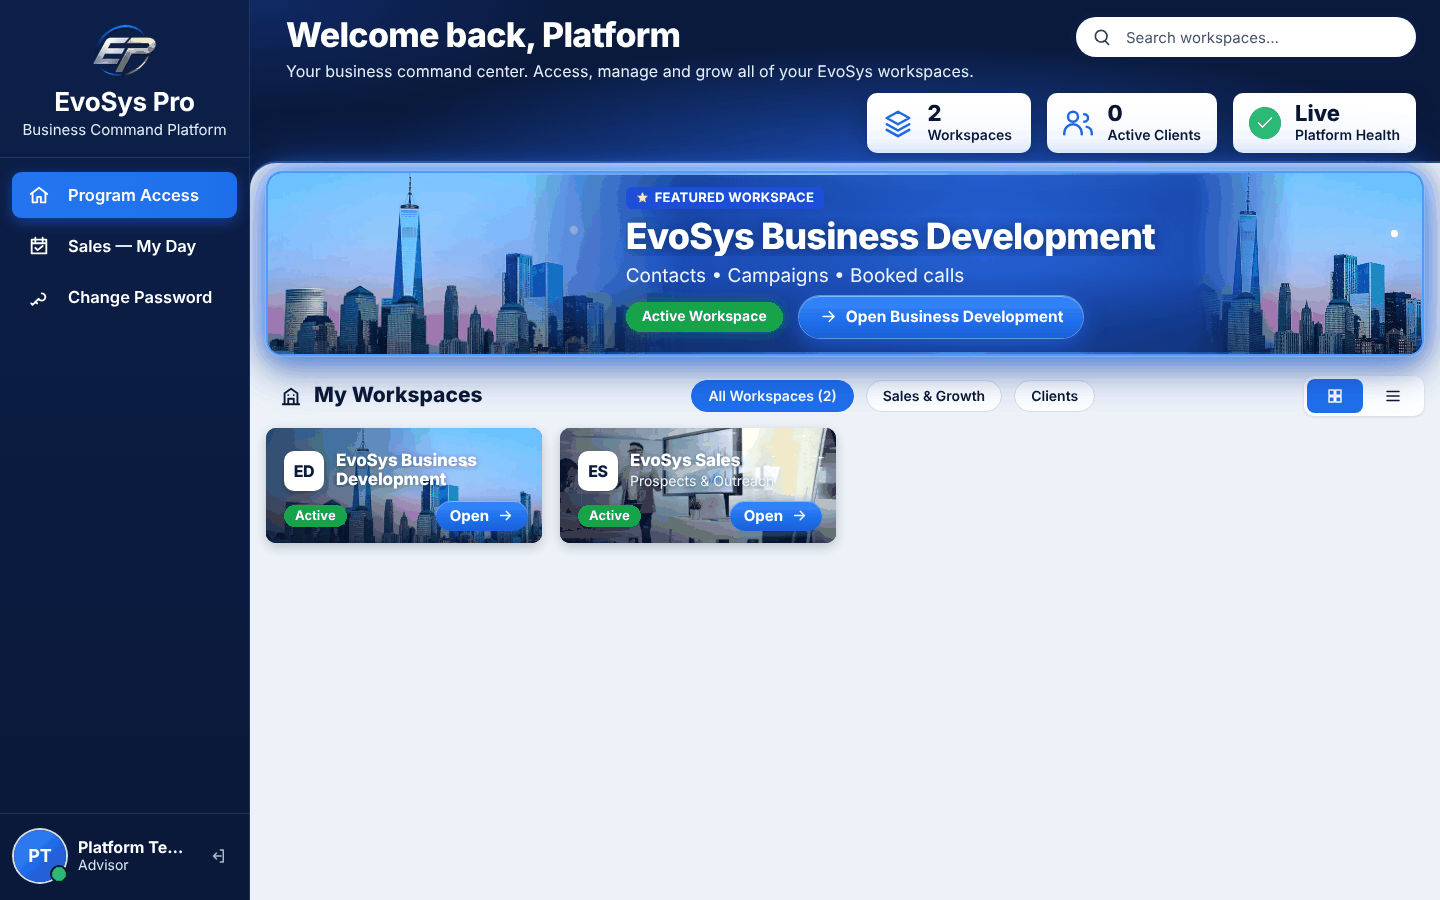 EP
EvoSys Pro
Business Command Platform
Program Access
Sales — My Day
Change Password
PT
Platform Te...
Advisor
Welcome back, Platform
Your business command center. Access, manage and grow all of your EvoSys workspaces.
Search workspaces...
2
Workspaces
0
Active Clients
Live
Platform Health
FEATURED WORKSPACE
EvoSys Business Development
Contacts • Campaigns • Booked calls
Active Workspace
Open Business Development
My Workspaces
All Workspaces (2)
Sales & Growth
Clients
ED
EvoSys Business
Development
Active
Open
ES
EvoSys Sales
Prospects & Outreach
Active
Open